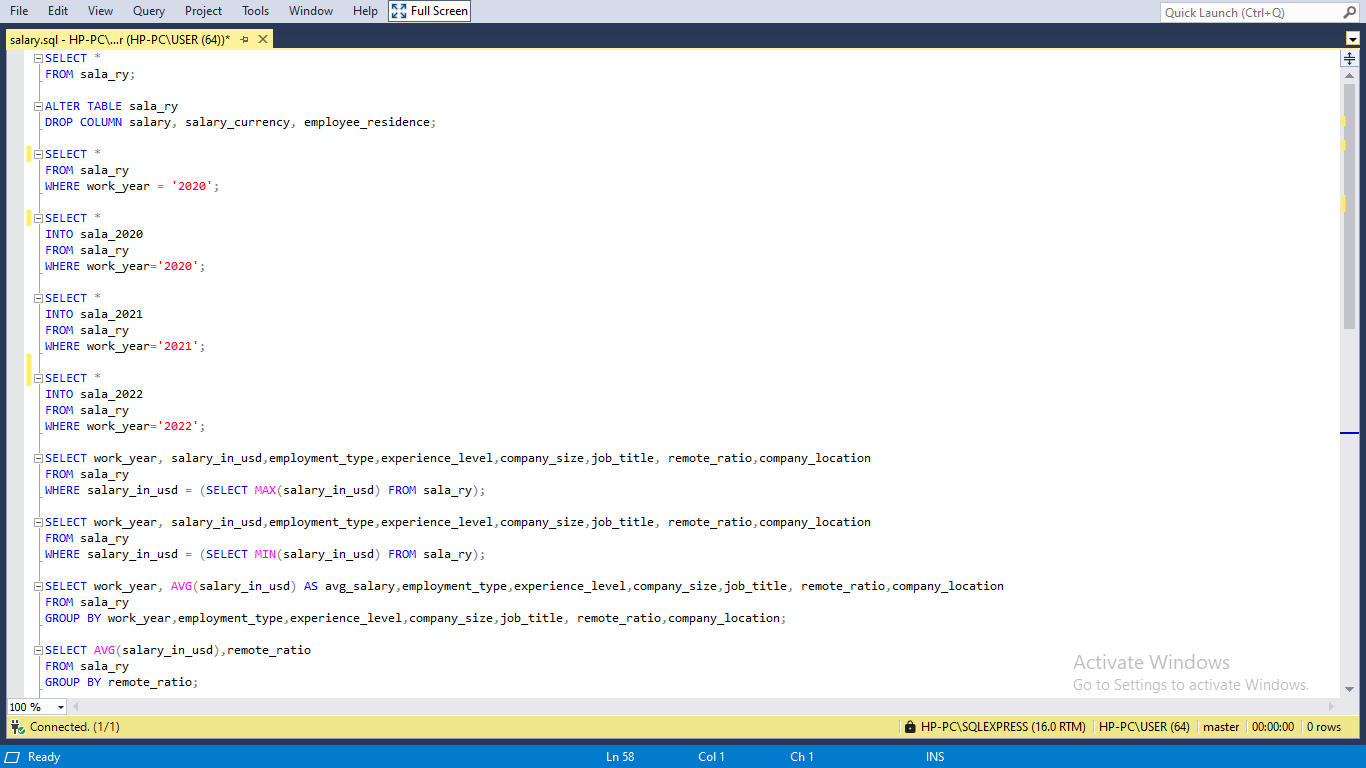 File Edit View Query Project Tools Window Help Full Screen
Quick Launch (Ctrl+Q)
salary.sql - HP-PC\...r (HP-PC\USER (64))*
SELECT *
FROM sala_ry;
ALTER TABLE sala_ry
DROP COLUMN salary, salary_currency, employee_residence;
SELECT *
FROM sala_ry
WHERE work_year = '2020';
SELECT *
INTO sala_2020
FROM sala_ry
WHERE work_year='2020';
SELECT *
INTO sala_2021
FROM sala_ry
WHERE work_year='2021';
SELECT *
INTO sala_2022
FROM sala_ry
WHERE work_year='2022';
SELECT work_year, salary_in_usd,employment_type,experience_level,company_size,job_title, remote_ratio,company_location
FROM sala_ry
WHERE salary_in_usd = (SELECT MAX(salary_in_usd) FROM sala_ry);
SELECT work_year, salary_in_usd,employment_type,experience_level,company_size,job_title, remote_ratio,company_location
FROM sala_ry
WHERE salary_in_usd = (SELECT MIN(salary_in_usd) FROM sala_ry);
SELECT work_year, AVG(salary_in_usd) AS avg_salary,employment_type,experience_level,company_size,job_title, remote_ratio,company_location
FROM sala_ry
GROUP BY work_year,employment_type,experience_level,company_size,job_title, remote_ratio,company_location;
SELECT AVG(salary_in_usd),remote_ratio
FROM sala_ry
GROUP BY remote_ratio;
Activate Windows
Go to Settings to activate Windows.
100 %
Connected. (1/1) HP-PC\SQLEXPRESS (16.0 RTM) HP-PC\USER (64) master 00:00:00 0 rows
Ready Ln 58 Col 1 Ch 1 INS